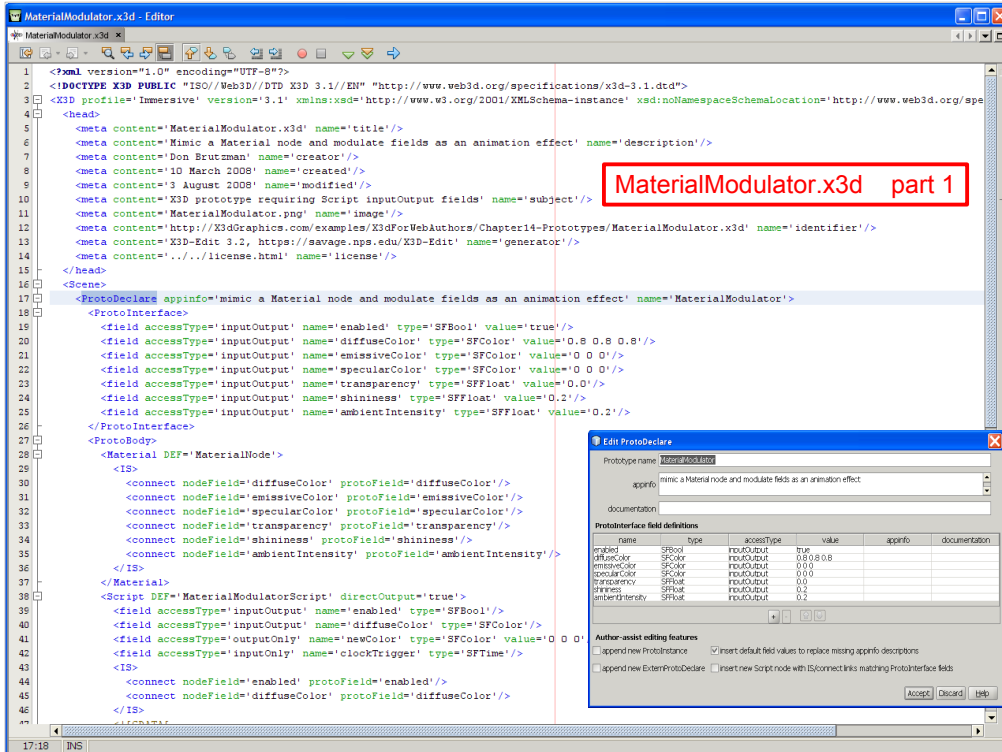 MaterialModulator.x3d - Editor
MaterialModulator.x3d
1 <?xml version="1.0" encoding="UTF-8"?>
2 <!DOCTYPE X3D PUBLIC "ISO//Web3D//DTD X3D 3.1//EN" "http://www.web3d.org/specifications/x3d-3.1.dtd">
3 <X3D profile='Immersive' version='3.1' xmlns:xsd='http://www.w3.org/2001/XMLSchema-instance' xsd:noNamespaceSchemaLocation='http://www.web3d.org/spe
4 <head>
5 <meta content='MaterialModulator.x3d' name='title'/>
6 <meta content='Mimic a Material node and modulate fields as an animation effect' name='description'/>
7 <meta content='Don Brutzman' name='creator'/>
8 <meta content='10 March 2008' name='created'/>
9 <meta content='3 August 2008' name='modified'/>
10 <meta content='X3D prototype requiring Script inputOutput fields' name='subject'/>
11 <meta content='MaterialModulator.png' name='image'/>
12 <meta content='http://X3dGraphics.com/examples/X3dForWebAuthors/Chapter14-Prototypes/MaterialModulator.x3d' name='identifier'/>
13 <meta content='X3D-Edit 3.2, https://savage.nps.edu/X3D-Edit' name='generator'/>
14 <meta content='../../license.html' name='license'/>
15 </head>
16 <Scene>
17 <ProtoDeclare appinfo='mimic a Material node and modulate fields as an animation effect' name='MaterialModulator'>
18 <ProtoInterface>
19 <field accessType='inputOutput' name='enabled' type='SFBool' value='true'/>
20 <field accessType='inputOutput' name='diffuseColor' type='SFColor' value='0.8 0.8 0.8'/>
21 <field accessType='inputOutput' name='emissiveColor' type='SFColor' value='0 0 0'/>
22 <field accessType='inputOutput' name='specularColor' type='SFColor' value='0 0 0'/>
23 <field accessType='inputOutput' name='transparency' type='SFFloat' value='0.0'/>
24 <field accessType='inputOutput' name='shininess' type='SFFloat' value='0.2'/>
25 <field accessType='inputOutput' name='ambientIntensity' type='SFFloat' value='0.2'/>
26 </ProtoInterface>
27 <ProtoBody>
28 <Material DEF='MaterialNode'>
29 <IS>
30 <connect nodeField='diffuseColor' protoField='diffuseColor'/>
31 <connect nodeField='emissiveColor' protoField='emissiveColor'/>
32 <connect nodeField='specularColor' protoField='specularColor'/>
33 <connect nodeField='transparency' protoField='transparency'/>
34 <connect nodeField='shininess' protoField='shininess'/>
35 <connect nodeField='ambientIntensity' protoField='ambientIntensity'/>
36 </IS>
37 </Material>
38 <Script DEF='MaterialModulatorScript' directOutput='true'>
39 <field accessType='inputOutput' name='enabled' type='SFBool'/>
40 <field accessType='inputOutput' name='diffuseColor' type='SFColor'/>
41 <field accessType='outputOnly' name='newColor' type='SFColor' value='0 0 0'
42 <field accessType='inputOnly' name='clockTrigger' type='SFTime'/>
43 <IS>
44 <connect nodeField='enabled' protoField='enabled'/>
45 <connect nodeField='diffuseColor' protoField='diffuseColor'/>
46 </IS>
47 <![CDATA[
17:18 INS
MaterialModulator.x3d part 1
Edit ProtoDeclare
Prototype name MaterialModulator
appinfo mimic a Material node and modulate fields as an animation effect
documentation
ProtoInterface field definitions
name type accessType value appinfo documentation
enabled SFBool inputOutput true
diffuseColor SFColor inputOutput 0.8 0.8 0.8
emissiveColor SFColor inputOutput 0 0 0
specularColor SFColor inputOutput 0 0 0
transparency SFFloat inputOutput 0.0
shininess SFFloat inputOutput 0.2
ambientIntensity SFFloat inputOutput 0.2
+ -
Author-assist editing features
append new ProtoInstance insert default field values to replace missing appinfo descriptions
append new ExternProtoDeclare insert new Script node with IS/connect links matching ProtoInterface fields
Accept Discard Help